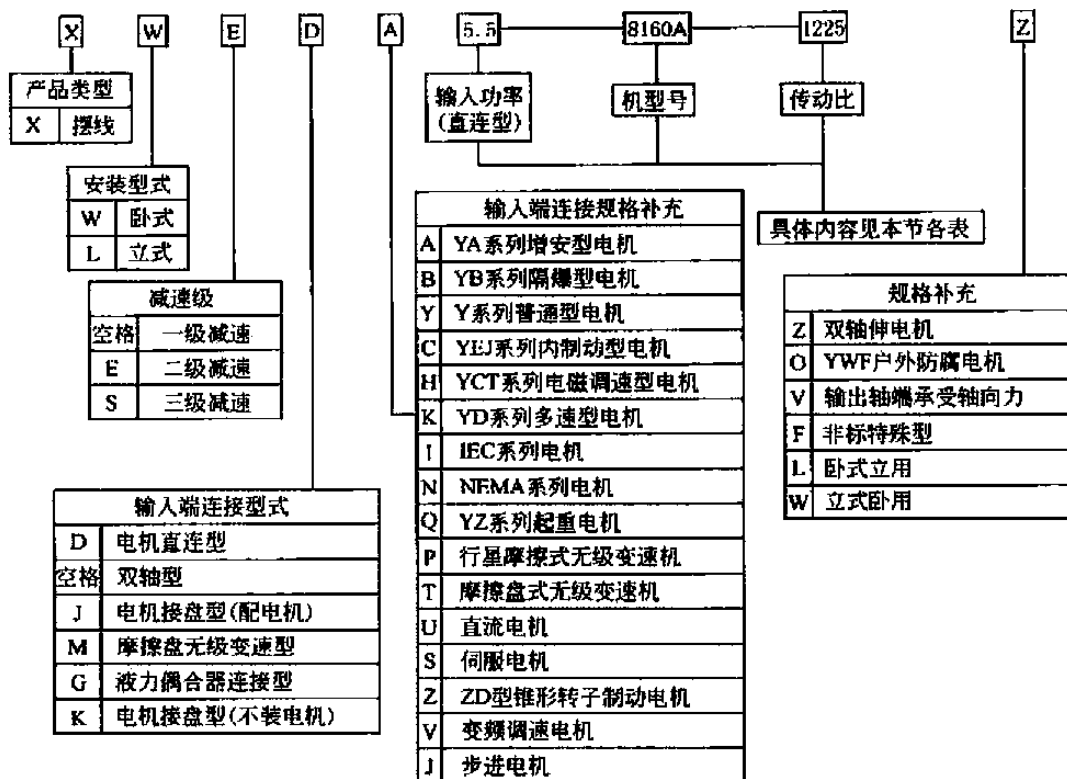 X W E D A 5.5 8160A 1225 Z
产品类型
X 摆线
输入功率
(直连型)
机型号
传动比
安装型式
W 卧式
L 立式
具体内容见本节各表
减速级
空格 一级减速
E 二级减速
S 三级减速
输入端连接型式
D 电机直连型
空格 双轴型
J 电机接盘型(配电机)
M 摩擦盘无级变速型
G 液力偶合器连接型
K 电机接盘型(不装电机)
输入端连接规格补充
A YA系列增安型电机
B YB系列隔爆型电机
Y Y系列普通型电机
C YEJ系列内制动型电机
H YCT系列电磁调速型电机
K YD系列多速型电机
I IEC系列电机
N NEMA系列电机
Q YZ系列起重电机
P 行星摩擦式无级变速机
T 摩擦盘式无级变速机
U 直流电机
S 伺服电机
Z ZD型锥形转子制动电机
V 变频调速电机
J 步进电机
规格补充
Z 双轴伸电机
O YWF户外防腐电机
V 输出轴端承受轴向力
F 非标特殊型
L 卧式立用
W 立式卧用